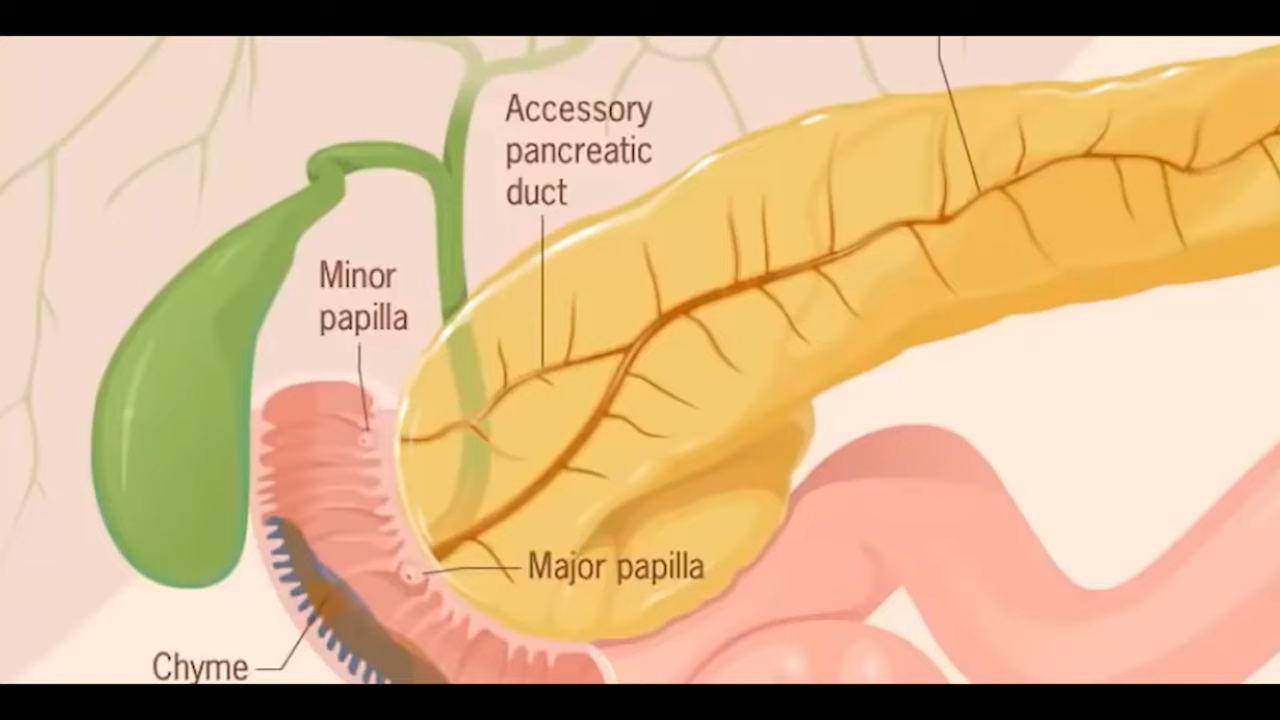 Accessory
pancreatic
duct
Minor
papilla
Major papilla
Chyme